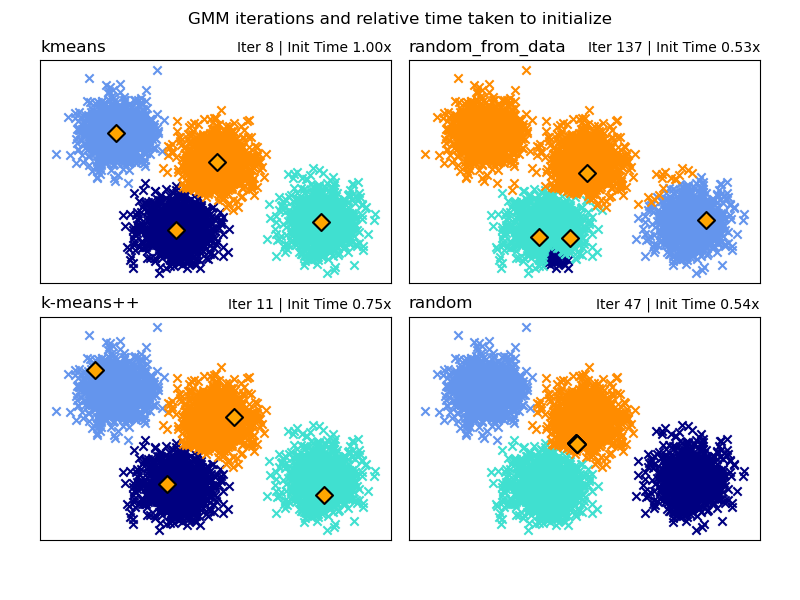 GMM iterations and relative time taken to initialize
kmeans
Iter 8 | Init Time 1.00x
random_from_data
Iter 137 | Init Time 0.53x
k-means++
Iter 11 | Init Time 0.75x
random
Iter 47 | Init Time 0.54x